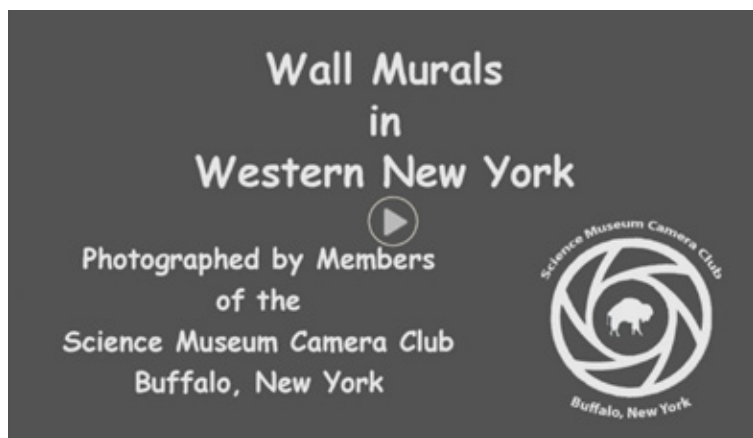 Wall Murals
in
Western New York
Photographed by Members
of the
Science Museum Camera Club
Buffalo, New York
Science Museum Camera Club
Buffalo, New York